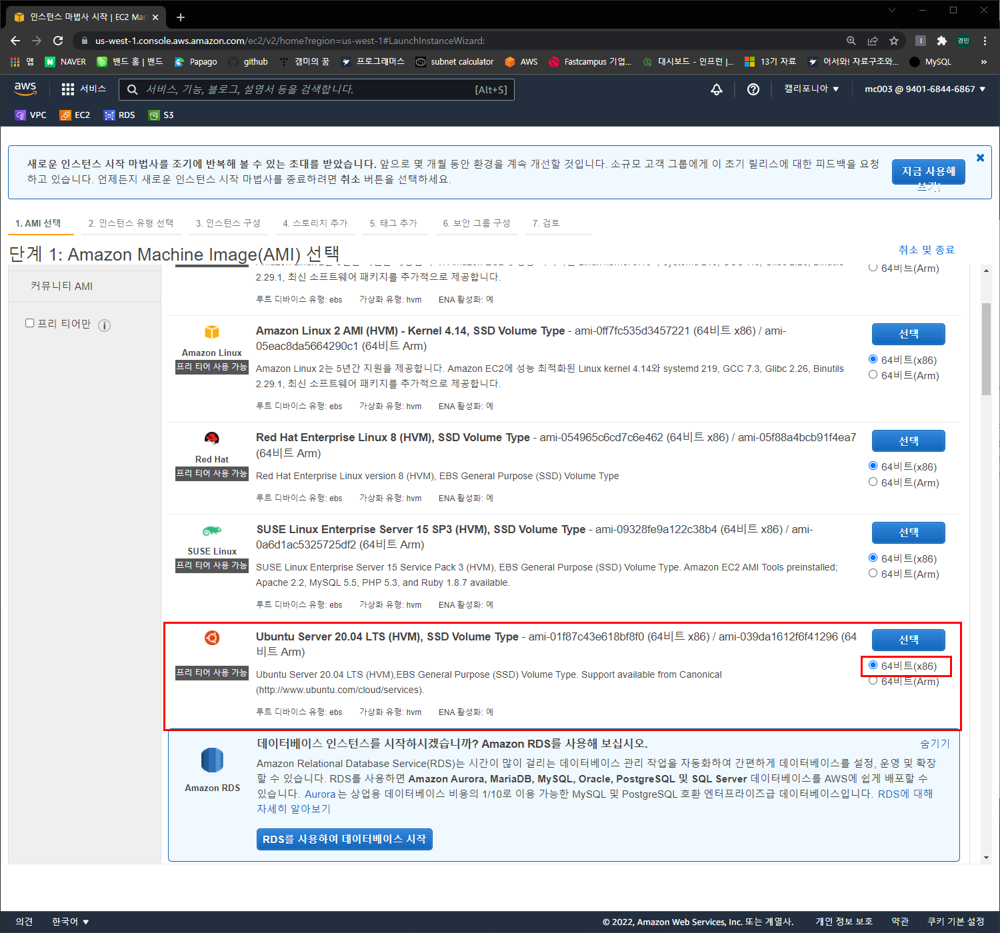 인스턴스 마법사 시작 | EC2 Man
us-west-1.console.aws.amazon.com/ec2/v2/home?region=us-west-1#LaunchInstanceWizard:
경민
앱 NAVER 밴드 홈 | 밴드 Papago github 캠미의 꿈 프로그래머스 subnet calculator AWS Fastcampus 기업... 대시보드 - 인프런 |... 13기 자료 어서와! 자료구조와... MySQL »
aws 서비스 서비스, 기능, 블로그, 설명서 등을 검색합니다. [Alt+S] 캘리포니아 ▼ mc003 @ 9401-6844-6867 ▼
VPC EC2 RDS S3
새로운 인스턴스 시작 마법사를 조기에 반복해 볼 수 있는 초대를 받았습니다. 앞으로 몇 개월 동안 환경을 계속 개선할 것입니다. 소규모 고객 그룹에게 이 초기 릴리스에 대한 피드백을 요청
하고 있습니다. 언제든지 새로운 인스턴스 시작 마법사를 종료하려면 취소 버튼을 선택하세요.
지금 사용해
보기!
1. AMI 선택 2. 인스턴스 유형 선택 3. 인스턴스 구성 4. 스토리지 추가 5. 태그 추가 6. 보안 그룹 구성 7. 검토
단계 1: Amazon Machine Image(AMI) 선택
취소 및 종료
커뮤니티 AMI
프리 티어만
2.29.1, 최신 소프트웨어 패키지를 추가적으로 제공합니다.
64비트(Arm)
루트 디바이스 유형: ebs 가상화 유형: hvm ENA 활성화: 예
Amazon Linux
프리 티어 사용 가능
Amazon Linux 2 AMI (HVM) - Kernel 4.14, SSD Volume Type - ami-0ff7fc535d3457221 (64비트 x86) / ami-
05eac8da5664290c1 (64비트 Arm)
Amazon Linux 2는 5년간 지원을 제공합니다. Amazon EC2에 성능 최적화된 Linux kernel 4.14와 systemd 219, GCC 7.3, Glibc 2.26, Binutils
2.29.1, 최신 소프트웨어 패키지를 추가적으로 제공합니다.
루트 디바이스 유형: ebs 가상화 유형: hvm ENA 활성화: 예
선택
64비트(x86)
64비트(Arm)
Red Hat
프리 티어 사용 가능
Red Hat Enterprise Linux 8 (HVM), SSD Volume Type - ami-054965c6cd7c6e462 (64비트 x86) / ami-05f88a4bcb91f4ea7
(64비트 Arm)
Red Hat Enterprise Linux version 8 (HVM), EBS General Purpose (SSD) Volume Type
루트 디바이스 유형: ebs 가상화 유형: hvm ENA 활성화: 예
선택
64비트(x86)
64비트(Arm)
SUSE Linux
프리 티어 사용 가능
SUSE Linux Enterprise Server 15 SP3 (HVM), SSD Volume Type - ami-09328fe9a122c38b4 (64비트 x86) / ami-
0a6d1ac5325725df2 (64비트 Arm)
SUSE Linux Enterprise Server 15 Service Pack 3 (HVM), EBS General Purpose (SSD) Volume Type. Amazon EC2 AMI Tools preinstalled;
Apache 2.2, MySQL 5.5, PHP 5.3, and Ruby 1.8.7 available.
루트 디바이스 유형: ebs 가상화 유형: hvm ENA 활성화: 예
선택
64비트(x86)
64비트(Arm)
프리 티어 사용 가능
Ubuntu Server 20.04 LTS (HVM), SSD Volume Type - ami-01f87c43e618bf8f0 (64비트 x86) / ami-039da1612f6f41296 (64
비트 Arm)
Ubuntu Server 20.04 LTS (HVM),EBS General Purpose (SSD) Volume Type. Support available from Canonical
(http://www.ubuntu.com/cloud/services).
루트 디바이스 유형: ebs 가상화 유형: hvm ENA 활성화: 예
선택
64비트(x86)
64비트(Arm)
Amazon RDS
데이터베이스 인스턴스를 시작하시겠습니까? Amazon RDS를 사용해 보십시오.
숨기기
Amazon Relational Database Service(RDS)는 시간이 많이 걸리는 데이터베이스 관리 작업을 자동화하여 간편하게 데이터베이스를 설정, 운영 및 확장
할 수 있습니다. RDS를 사용하면 Amazon Aurora, MariaDB, MySQL, Oracle, PostgreSQL 및 SQL Server 데이터베이스를 AWS에 쉽게 배포할 수
있습니다. Aurora 는 상업용 데이터베이스 비용의 1/10로 이용 가능한 MySQL 및 PostgreSQL 호환 엔터프라이즈급 데이터베이스입니다. RDS에 대해
자세히 알아보기
RDS를 사용하여 데이터베이스 시작
의견 한국어 ▼ © 2022, Amazon Web Services, Inc. 또는 계열사. 개인 정보 보호 약관 쿠키 기본 설정